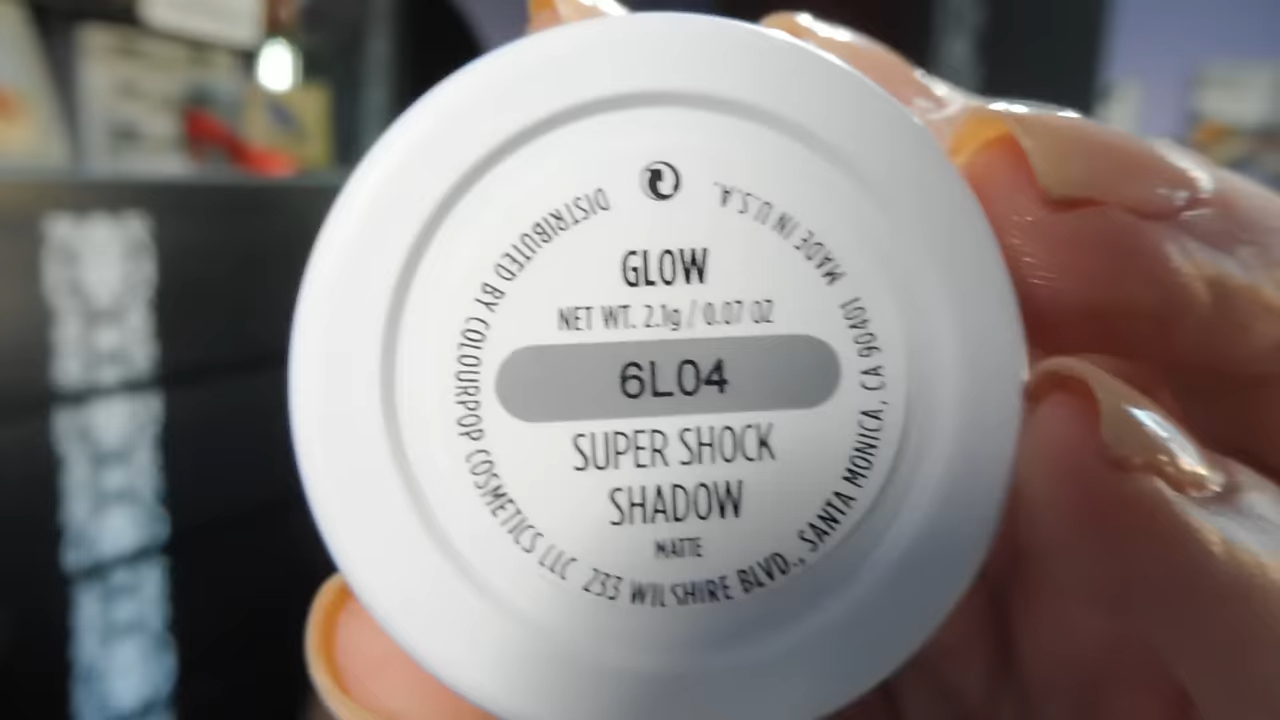 GLOW
NET WT. 2.1g / 0.07 OZ
6L04
SUPER SHOCK
SHADOW
MATTE
DISTRIBUTED BY COLOURPOP COSMETICS LLC 233 WILSHIRE BLVD., SANTA MONICA, CA 90401 MADE IN U.S.A.